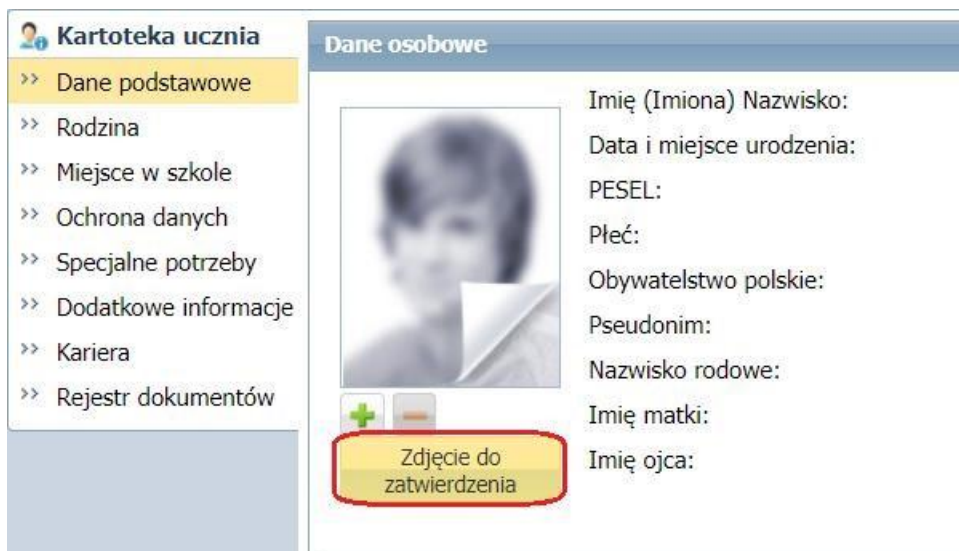 Kartoteka ucznia
>> Dane podstawowe
>> Rodzina
>> Miejsce w szkole
>> Ochrona danych
>> Specjalne potrzeby
>> Dodatkowe informacje
>> Kariera
>> Rejestr dokumentów
Dane osobowe
Imię (Imiona) Nazwisko:
Data i miejsce urodzenia:
PESEL:
Płeć:
Obywatelstwo polskie:
Pseudonim:
Nazwisko rodowe:
Imię matki:
Imię ojca:
Zdjęcie do
zatwierdzenia